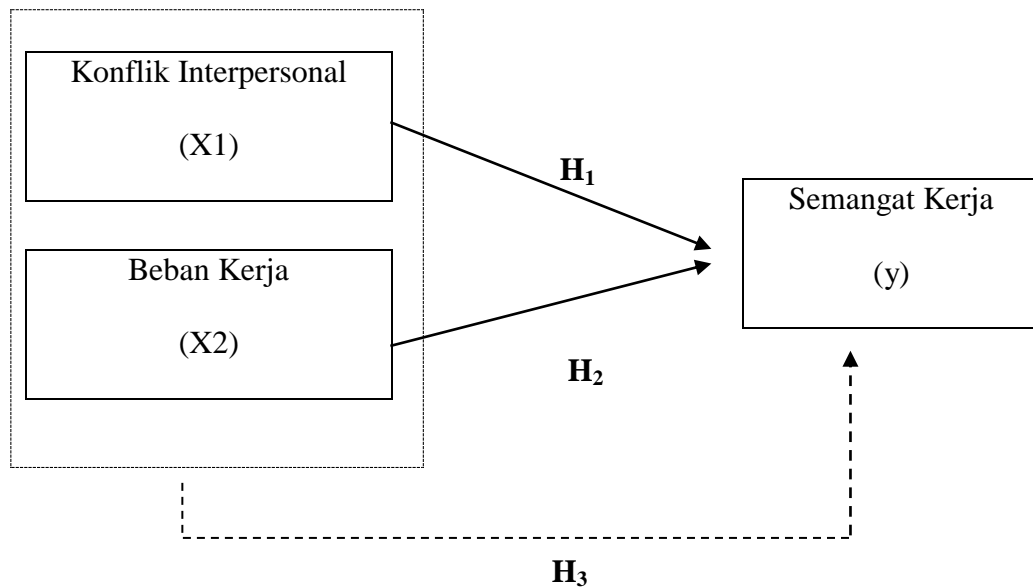 Konflik Interpersonal
(X1)
H₁
Semangat Kerja
(y)
Beban Kerja
(X2)
H₂
H₃